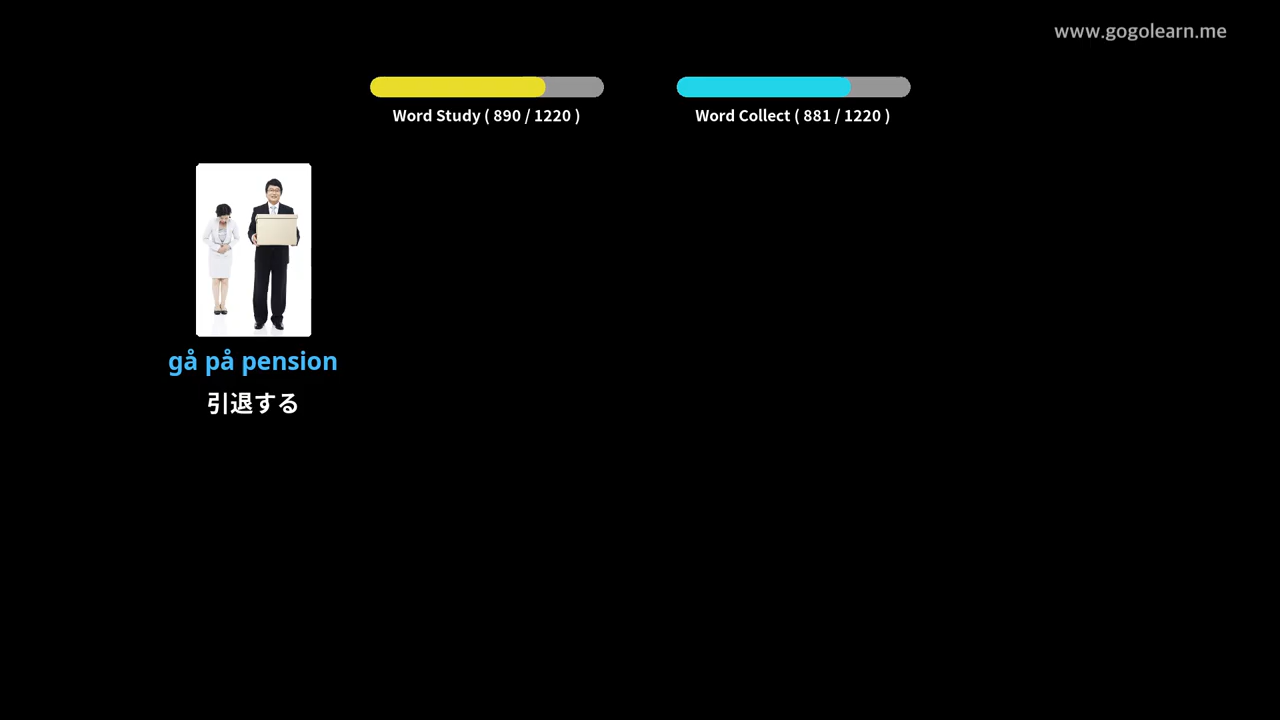 www.gogolearn.me
Word Study ( 890 / 1220 )
Word Collect ( 881 / 1220 )
gå på pension
引退する